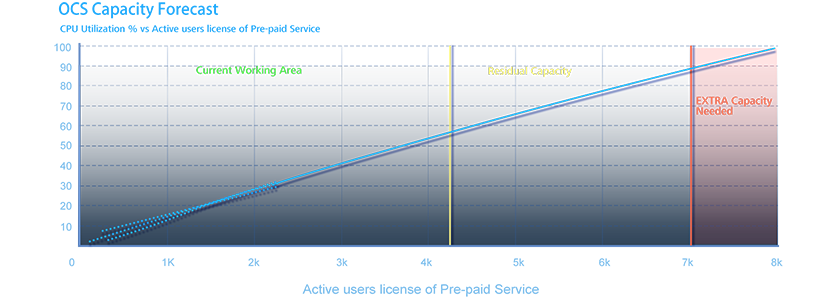 OCS Capacity Forecast
CPU Utilization % vs Active users license of Pre-paid Service
100
90
80
70
60
50
40
30
20
10
Current Working Area
Residual Capacity
EXTRA Capacity
Needed
0 1K 2k 3k 4k 5k 6k 7k 8k
Active users license of Pre-paid Service